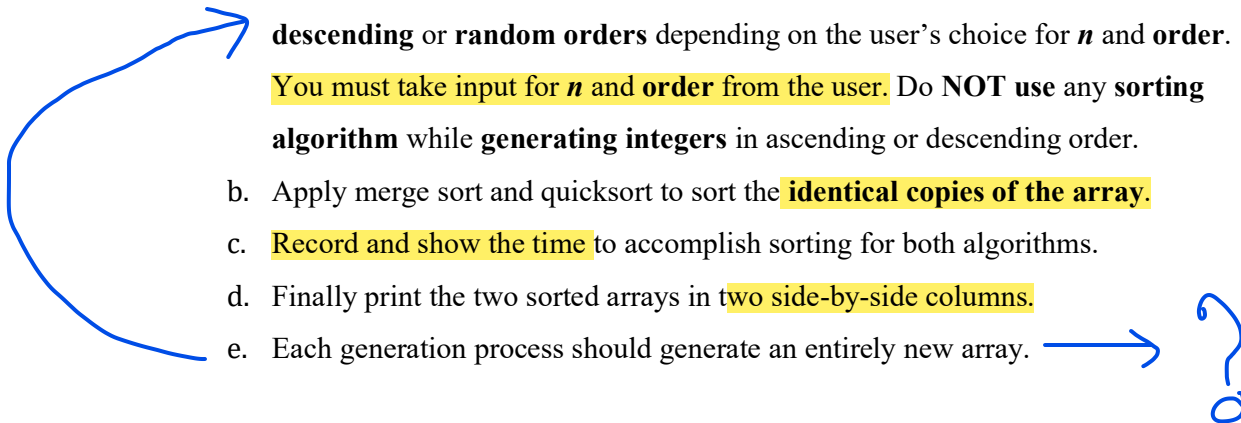 descending or random orders depending on the user’s choice for n and order.
You must take input for n and order from the user. Do NOT use any sorting
algorithm while generating integers in ascending or descending order.
b. Apply merge sort and quicksort to sort the identical copies of the array.
c. Record and show the time to accomplish sorting for both algorithms.
d. Finally print the two sorted arrays in two side-by-side columns.
e. Each generation process should generate an entirely new array. ?